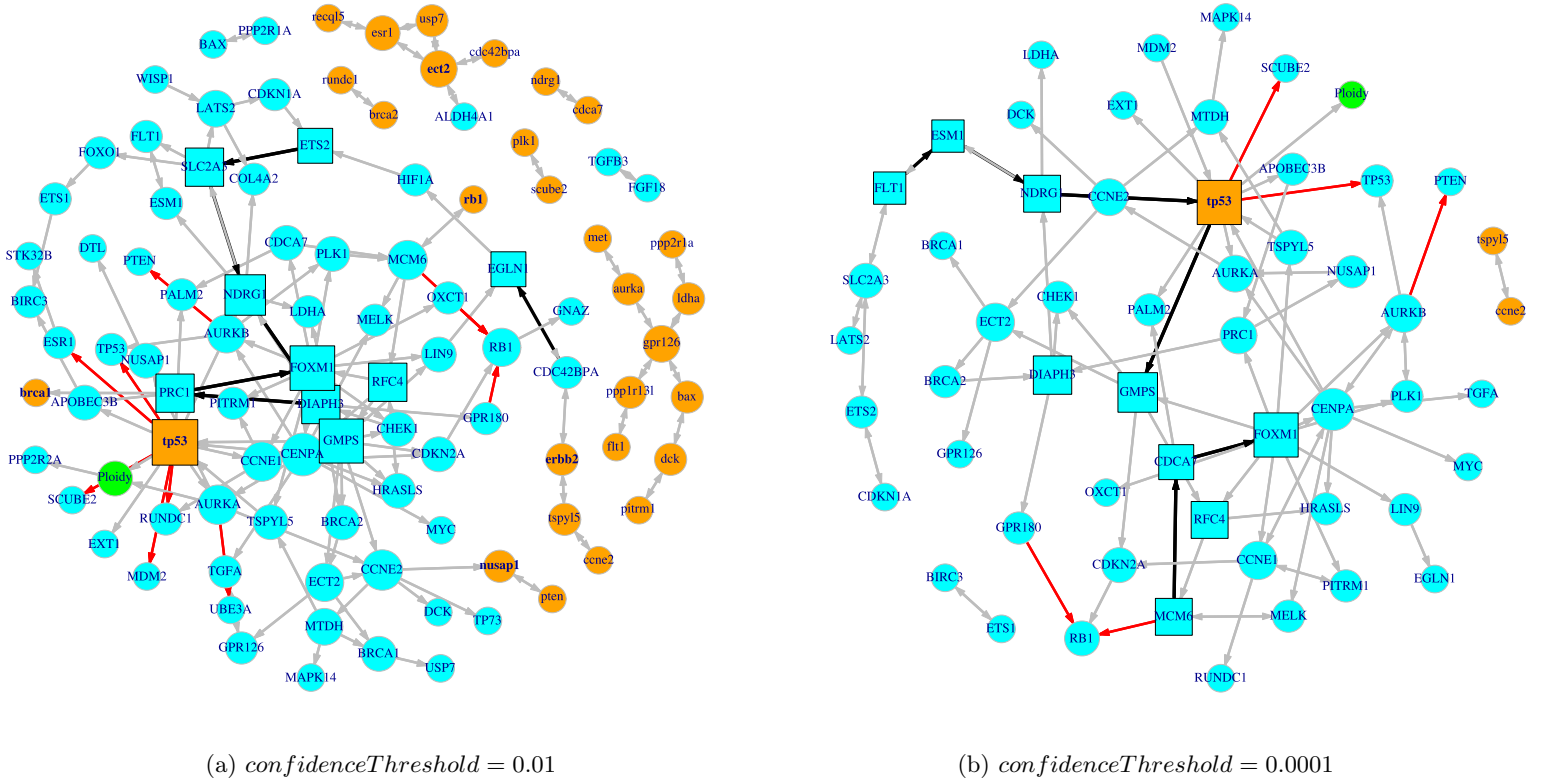 PPP2R1A
BAX
recql5
esr1
usp7
ect2
cdc42bpa
WISP1
LATS2
CDKN1A
rundc1
brca2
ALDH4A1
ndrg1
cdca7
FLT1
FOXO1
SLC2A3
ETS2
COL4A2
plk1
scube2
TGFB3
FGF18
HIF1A
ETS1
ESM1
rb1
STK32B
DTL
PTEN
CDCA7
PLK1
MCM6
EGLN1
met
ppp2r1a
BIRC3
PALM2
NDRG1
LDHA
OXCT1
GNAZ
aurka
ldha
ESR1
TP53
NUSAP1
AURKB
MELK
LIN9
RB1
gpr126
brca1
APOBEC3B
PRC1
PITRM1
FOXM1
DIAPH3
RFC4
CDC42BPA
ppp1r13l
bax
tp53
GMPS
CHEK1
GPR180
flt1
PPP2R2A
Ploidy
SCUBE2
CCNE1
CENPA
CDKN2A
erbb2
dck
RUNDC1
AURKA
TSPYL5
BRCA2
HRASLS
MYC
tspyl5
pitrm1
EXT1
MDM2
TGFA
UBE3A
ECT2
CCNE2
nusap1
ccne2
pten
GPR126
MTDH
DCK
TP73
MAPK14
BRCA1
USP7
(a) confidenceThreshold = 0.01
MAPK14
LDHA
MDM2
SCUBE2
Ploidy
DCK
EXT1
MTDH
ESM1
FLT1
NDRG1
CCNE2
tp53
APOBEC3B
TP53
PTEN
BRCA1
TSPYL5
tspyl5
SLC2A3
CHEK1
AURKA
NUSAP1
LATS2
ECT2
PALM2
PRC1
AURKB
ccne2
BRCA2
DIAPH3
GMPS
CENPA
PLK1
TGFA
ETS2
GPR126
CDCA7
FOXM1
MYC
CDKN1A
OXCT1
GPR180
RFC4
HRASLS
LIN9
BIRC3
ETS1
CDKN2A
CCNE1
PITRM1
EGLN1
RB1
MCM6
MELK
RUNDC1
(b) confidenceThreshold = 0.0001